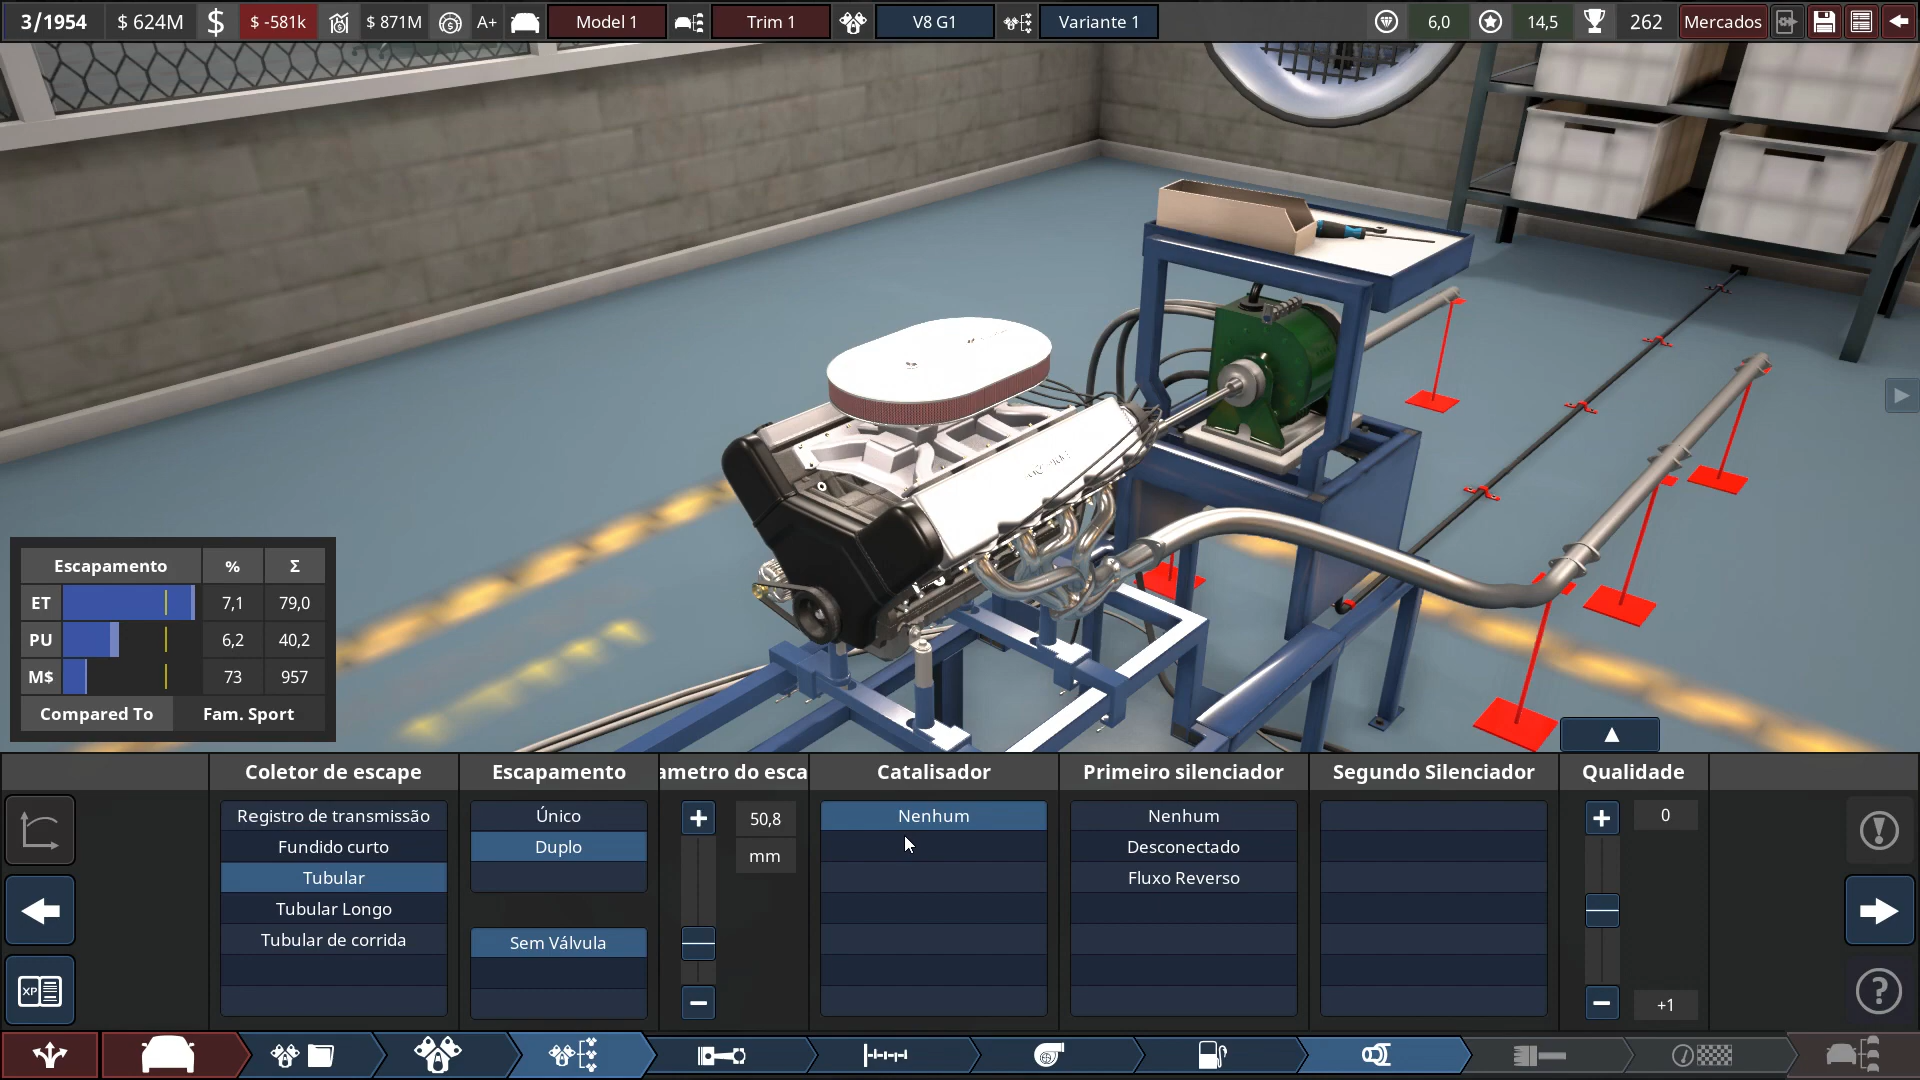 3/1954 $ 624M $ $ -581k $ 871M A+ Model 1 Trim 1 V8 G1 Variante 1 6,0 14,5 262 Mercados
Escapamento % Σ
ET 7,1 79,0
PU 6,2 40,2
M$ 73 957
Compared To Fam. Sport
Coletor de escape
Registro de transmissão
Fundido curto
Tubular
Tubular Longo
Tubular de corrida
Escapamento
Único
Duplo
Sem Válvula
ametro do esca
+ 50,8
mm
−
Catalisador
Nenhum
Primeiro silenciador
Nenhum
Desconectado
Fluxo Reverso
Segundo Silenciador
Qualidade
+ 0
− +1
XP
!
?